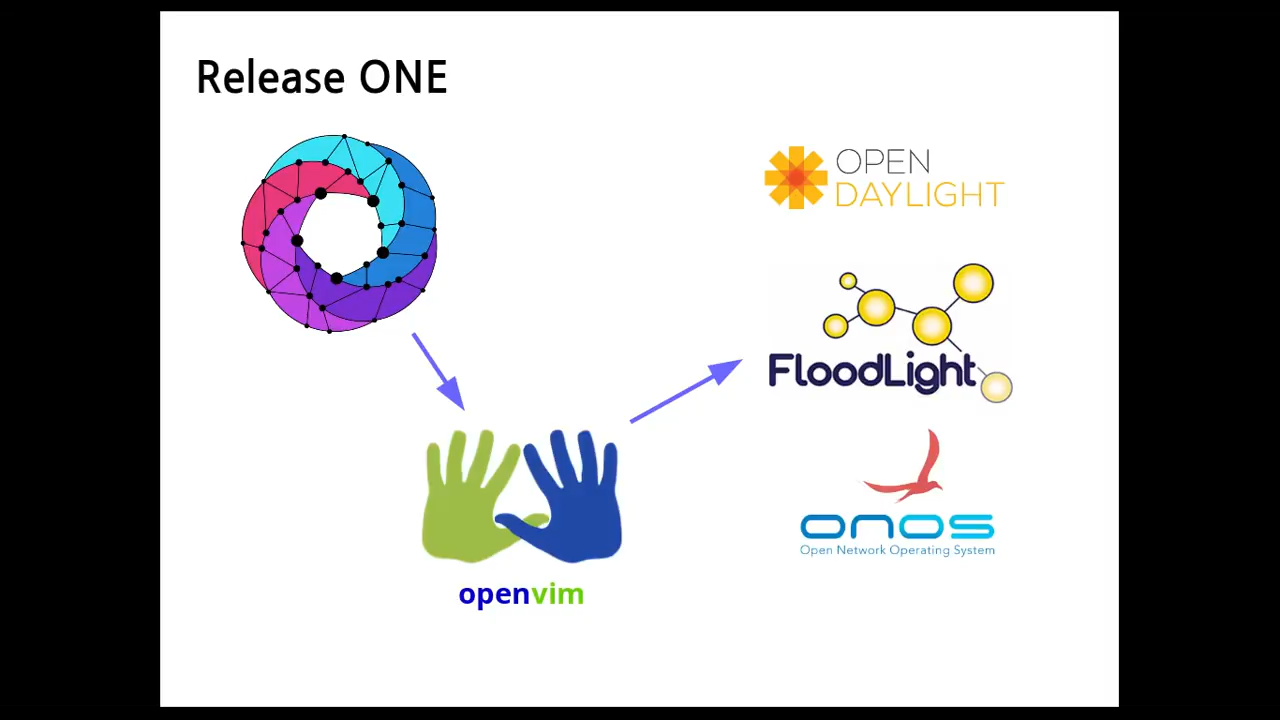 Release ONE
OPEN
DAYLIGHT
FloodLight
onos
Open Network Operating System
openvim